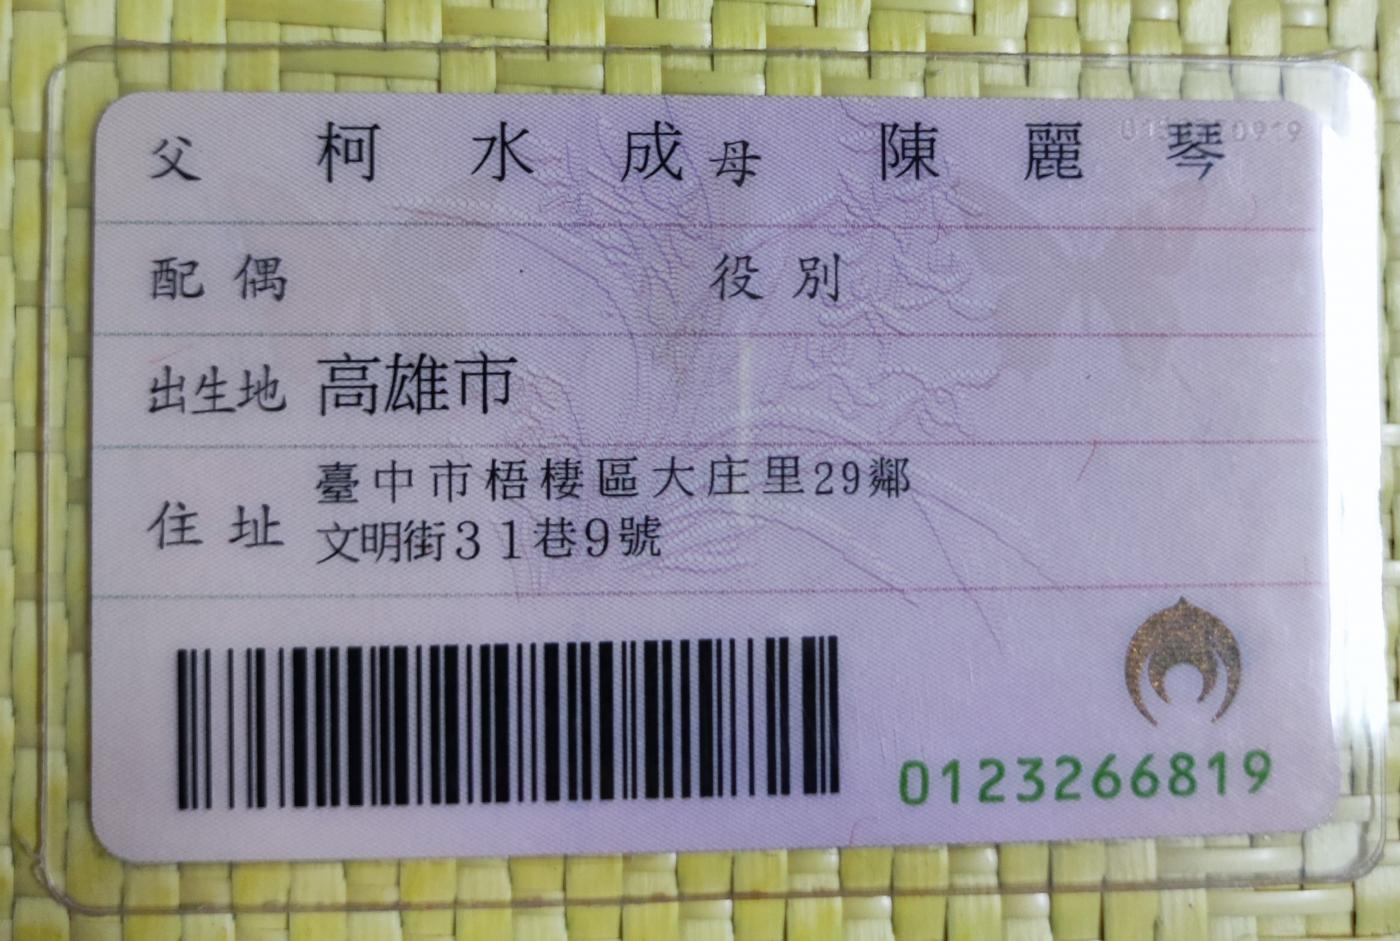 父 柯水成 母 陳麗琴
配偶 役別
出生地 高雄市
住址 臺中市梧棲區大庄里29鄰
文明街31巷9號
0123266819